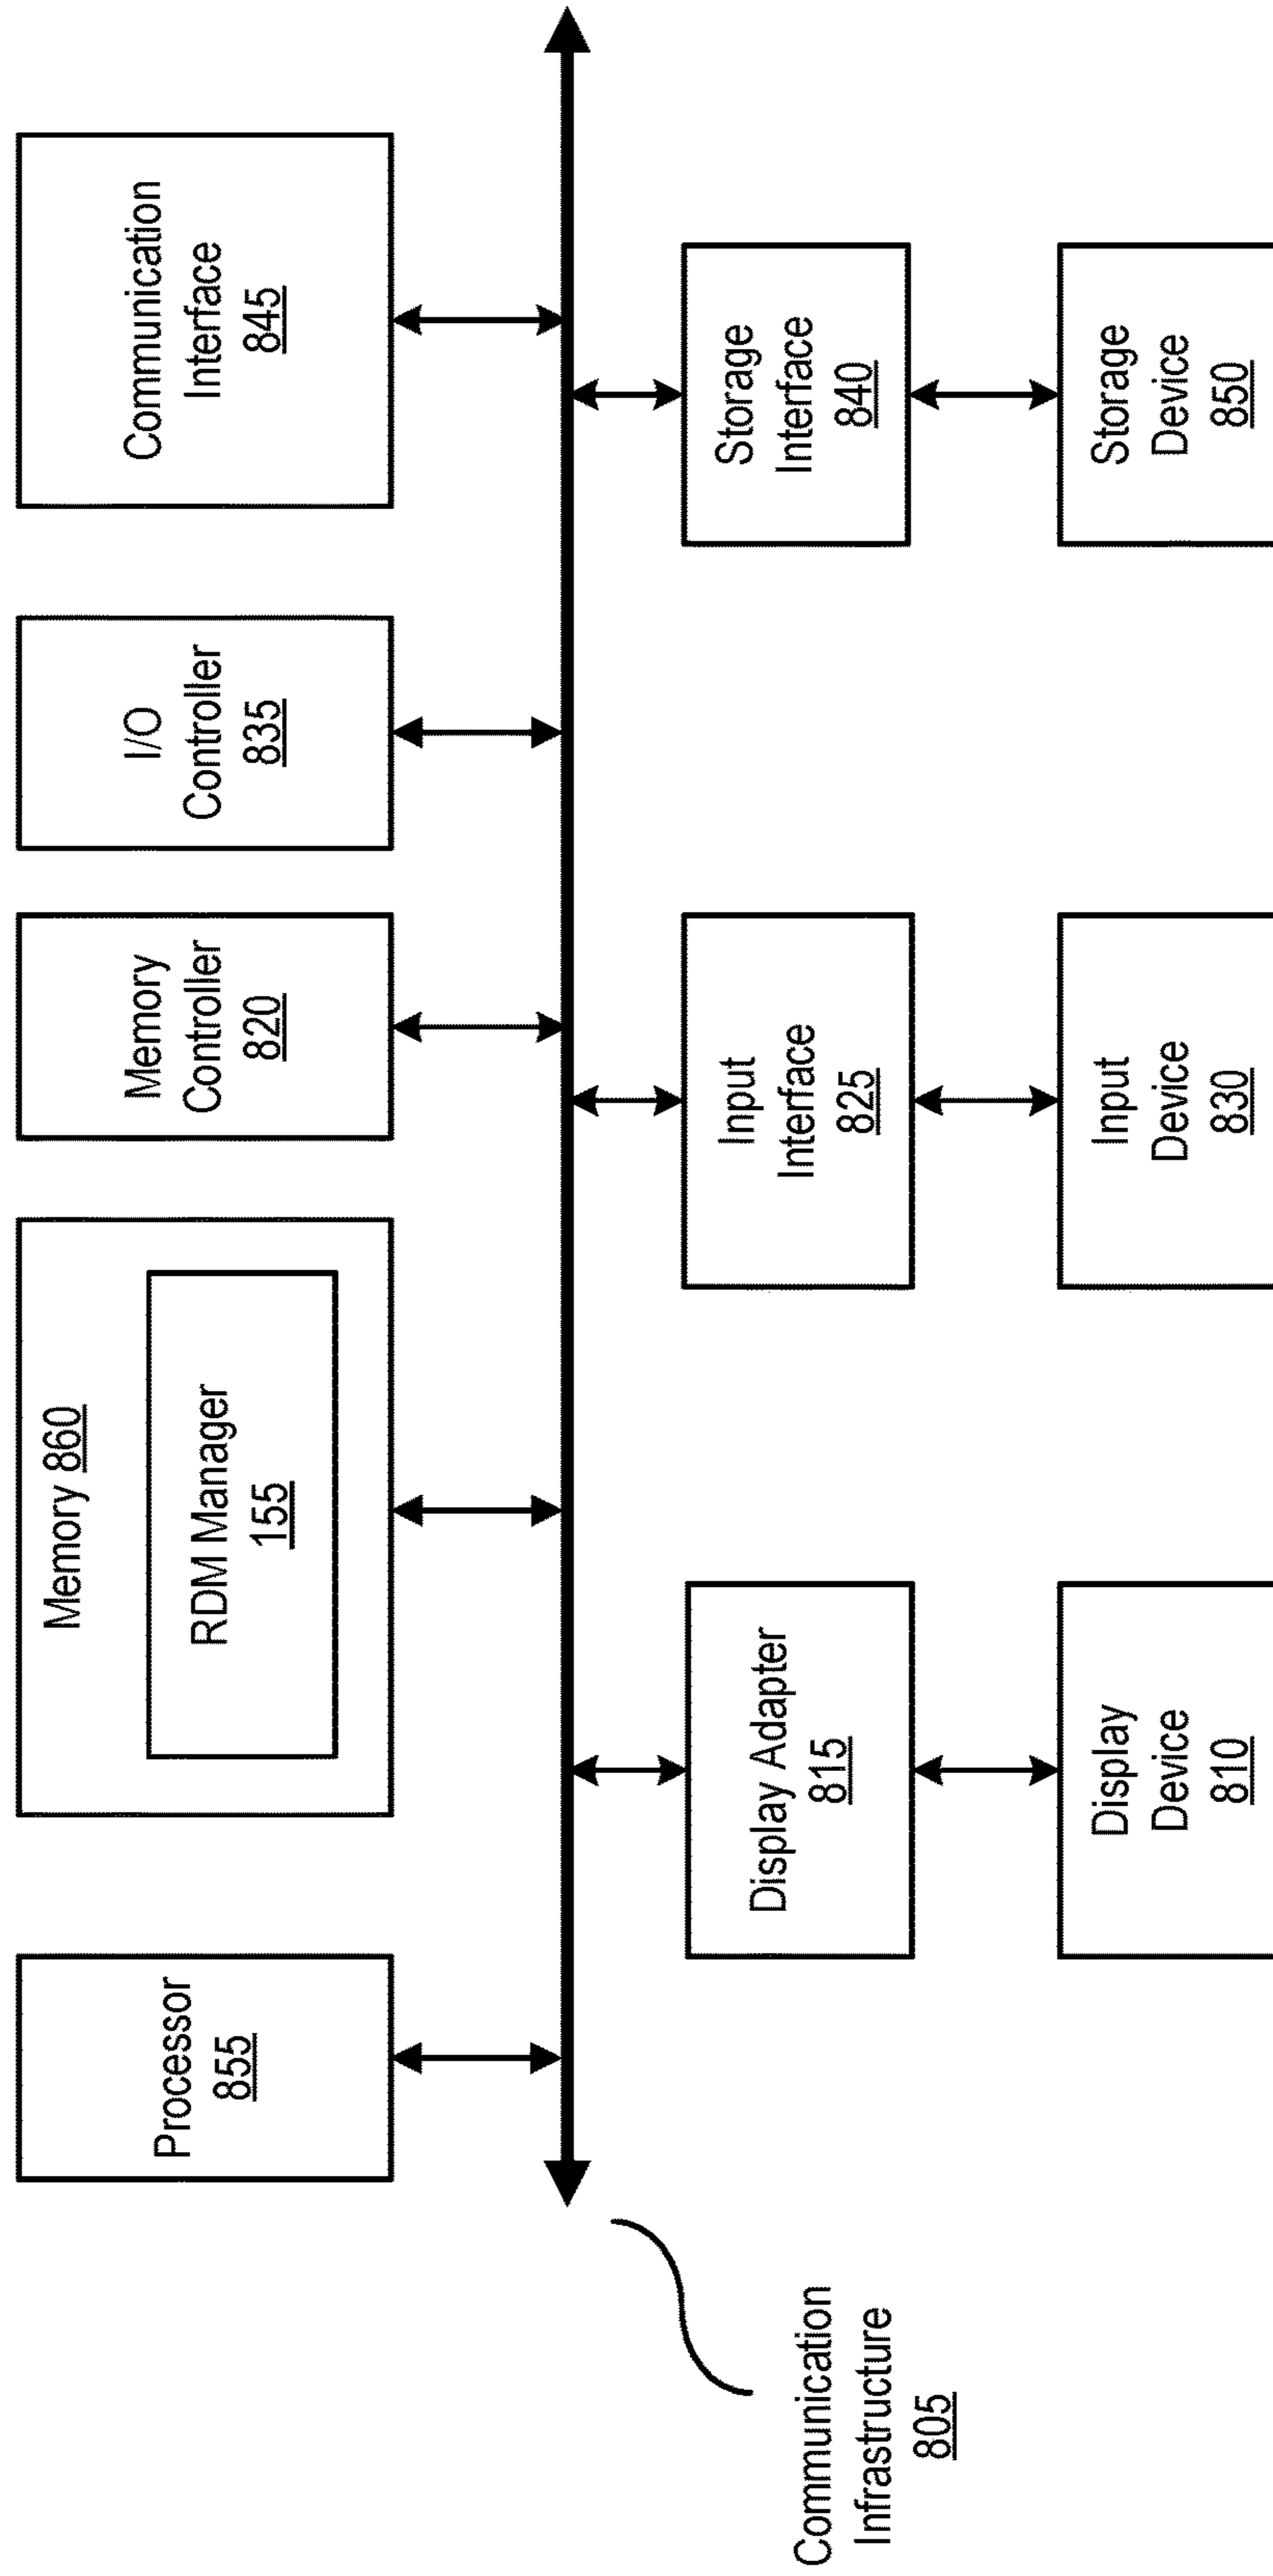 Processor
855
Memory 860
RDM Manager
155
Memory
Controller
820
I/O
Controller
835
Communication
Interface
845
Communication
Infrastructure
805
Display Adapter
815
Input
Interface
825
Storage
Interface
840
Display
Device
810
Input
Device
830
Storage
Device
850